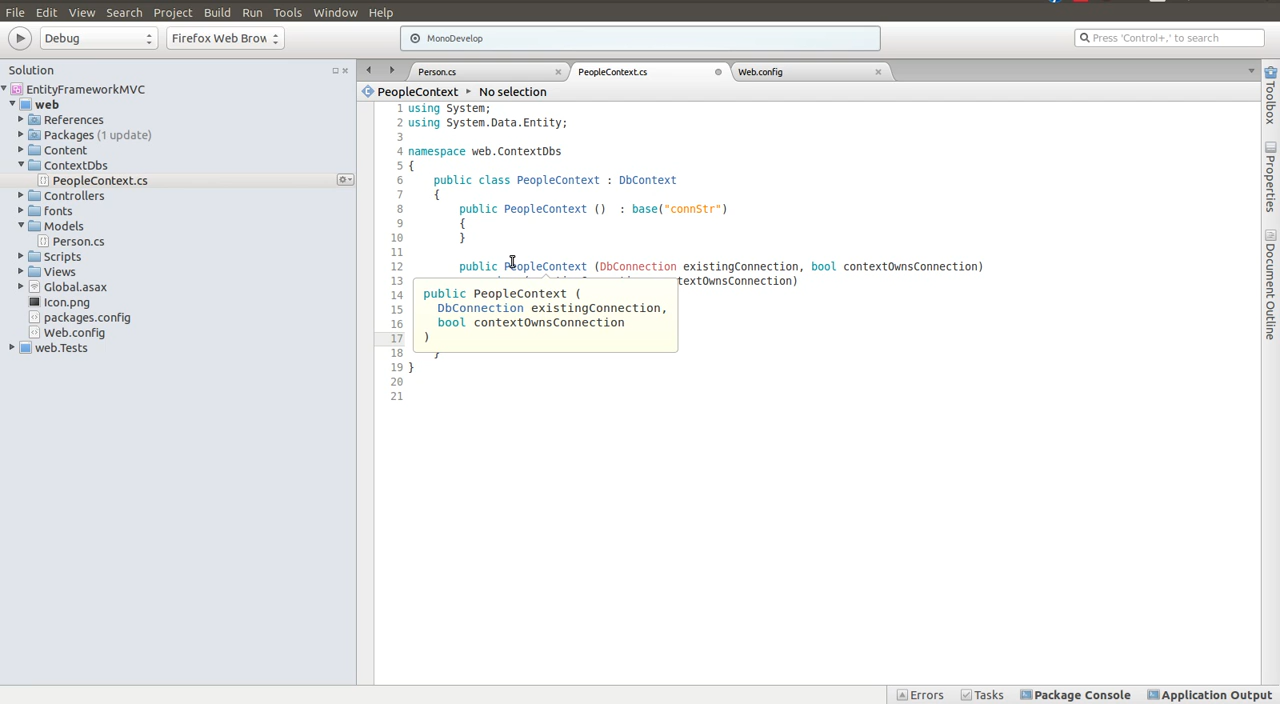 File Edit View Search Project Build Run Tools Window Help
Debug
Firefox Web Brow
MonoDevelop
Press 'Control+,' to search
Solution
EntityFrameworkMVC
web
References
Packages (1 update)
Content
ContextDbs
PeopleContext.cs
Controllers
fonts
Models
Person.cs
Scripts
Views
Global.asax
Icon.png
packages.config
Web.config
web.Tests
Person.cs
PeopleContext.cs
Web.config
PeopleContext No selection
1 using System;
2 using System.Data.Entity;
3
4 namespace web.ContextDbs
5 {
6 public class PeopleContext : DbContext
7 {
8 public PeopleContext () : base("connStr")
9 {
10 }
11
12 public PeopleContext (DbConnection existingConnection, bool contextOwnsConnection)
13 textOwnsConnection)
14
15
16
17
18 }
19 }
20
21
public PeopleContext (
DbConnection existingConnection,
bool contextOwnsConnection
)
Toolbox
Properties
Document Outline
Errors
Tasks
Package Console
Application Output